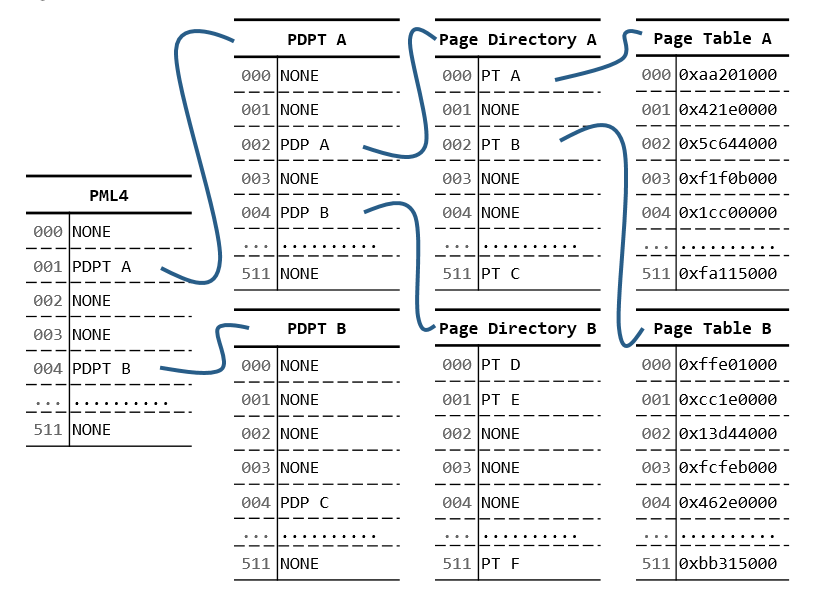 PML4
000 NONE
001 PDPT A
002 NONE
003 NONE
004 PDPT B
... ..........
511 NONE
PDPT A
000 NONE
001 NONE
002 PDP A
003 NONE
004 PDP B
... ..........
511 NONE
PDPT B
000 NONE
001 NONE
002 NONE
003 NONE
004 PDP C
... ..........
511 NONE
Page Directory A
000 PT A
001 NONE
002 PT B
003 NONE
004 NONE
... ..........
511 PT C
Page Directory B
000 PT D
001 PT E
002 NONE
003 NONE
004 NONE
... ..........
511 PT F
Page Table A
000 0xaa201000
001 0x421e0000
002 0x5c644000
003 0xf1f0b000
004 0x1cc00000
... ..........
511 0xfa115000
Page Table B
000 0xffe01000
001 0xcc1e0000
002 0x13d44000
003 0xfcfeb000
004 0x462e0000
... ..........
511 0xbb315000